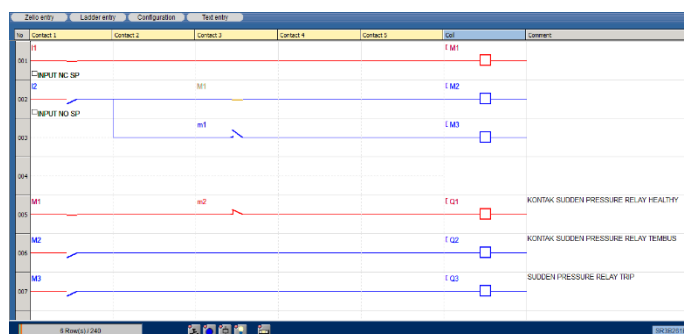 Zelio entry Ladder entry Configuration Text entry
No Contact 1 Contact 2 Contact 3 Contact 4 Contact 5 Coil Comment
I1 [ M1
001
INPUT NC SP
I2 M1 [ M2
002
INPUT NO SP
m1 [ M3
003
004
M1 m2 [ Q1 KONTAK SUDDEN PRESSURE RELAY HEALTHY
005
M2 [ Q2 KONTAK SUDDEN PRESSURE RELAY TEMBUS
006
M3 [ Q3 SUDDEN PRESSURE RELAY TRIP
007
6 Row(s) / 240